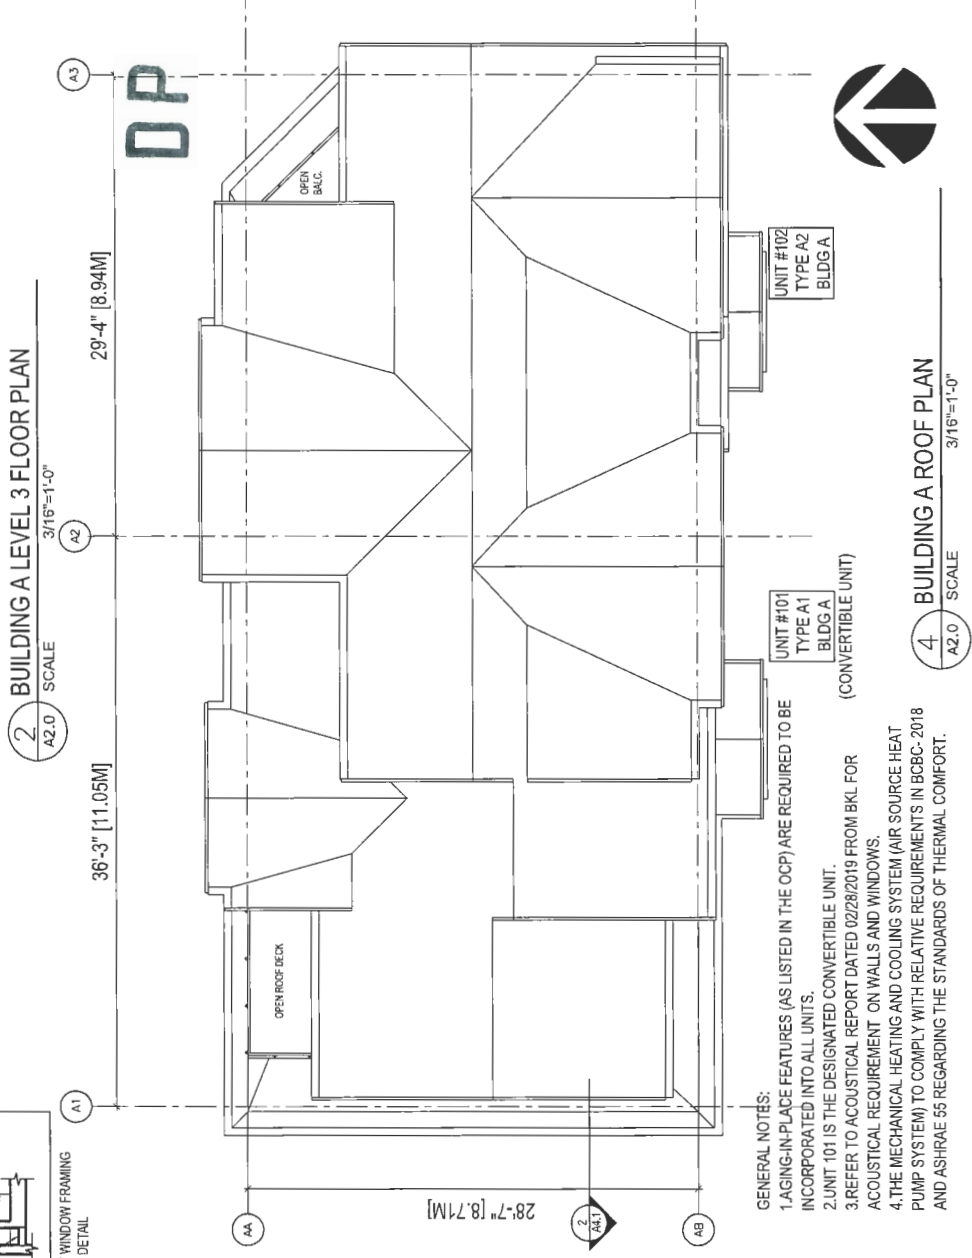 2
A2.0
BUILDING A LEVEL 3 FLOOR PLAN
SCALE
3/16"=1'-0"
DP
A1
A2
A3
36'-3" [11.05M]
29'-4" [8.94M]
OPEN
BALC.
OPEN ROOF DECK
28'-7" [8.71M]
AA
AB
2
A4.1
WINDOW FRAMING
DETAIL
UNIT #101
TYPE A1
BLDG A
(CONVERTIBLE UNIT)
UNIT #102
TYPE A2
BLDG A
GENERAL NOTES:
1.AGING-IN-PLACE FEATURES (AS LISTED IN THE OCP) ARE REQUIRED TO BE
INCORPORATED INTO ALL UNITS.
2.UNIT 101 IS THE DESIGNATED CONVERTIBLE UNIT.
3.REFER TO ACOUSTICAL REPORT DATED 02/28/2019 FROM BKL FOR
ACOUSTICAL REQUIREMENT ON WALLS AND WINDOWS.
4.THE MECHANICAL HEATING AND COOLING SYSTEM (AIR SOURCE HEAT
PUMP SYSTEM) TO COMPLY WITH RELATIVE REQUIREMENTS IN BCBC- 2018
AND ASHRAE 55 REGARDING THE STANDARDS OF THERMAL COMFORT.
4
A2.0
BUILDING A ROOF PLAN
SCALE
3/16"=1'-0"